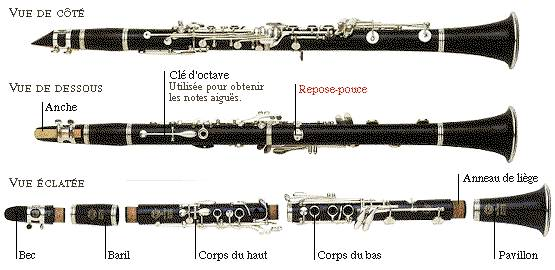 VUE DE CÔTÉ
VUE DE DESSOUS
Anche
Clé d'octave
Utilisée pour obtenir
les notes aiguës.
Repose-pouce
VUE ÉCLATÉE
Anneau de liège
Bec
Baril
Corps du haut
Corps du bas
Pavillon